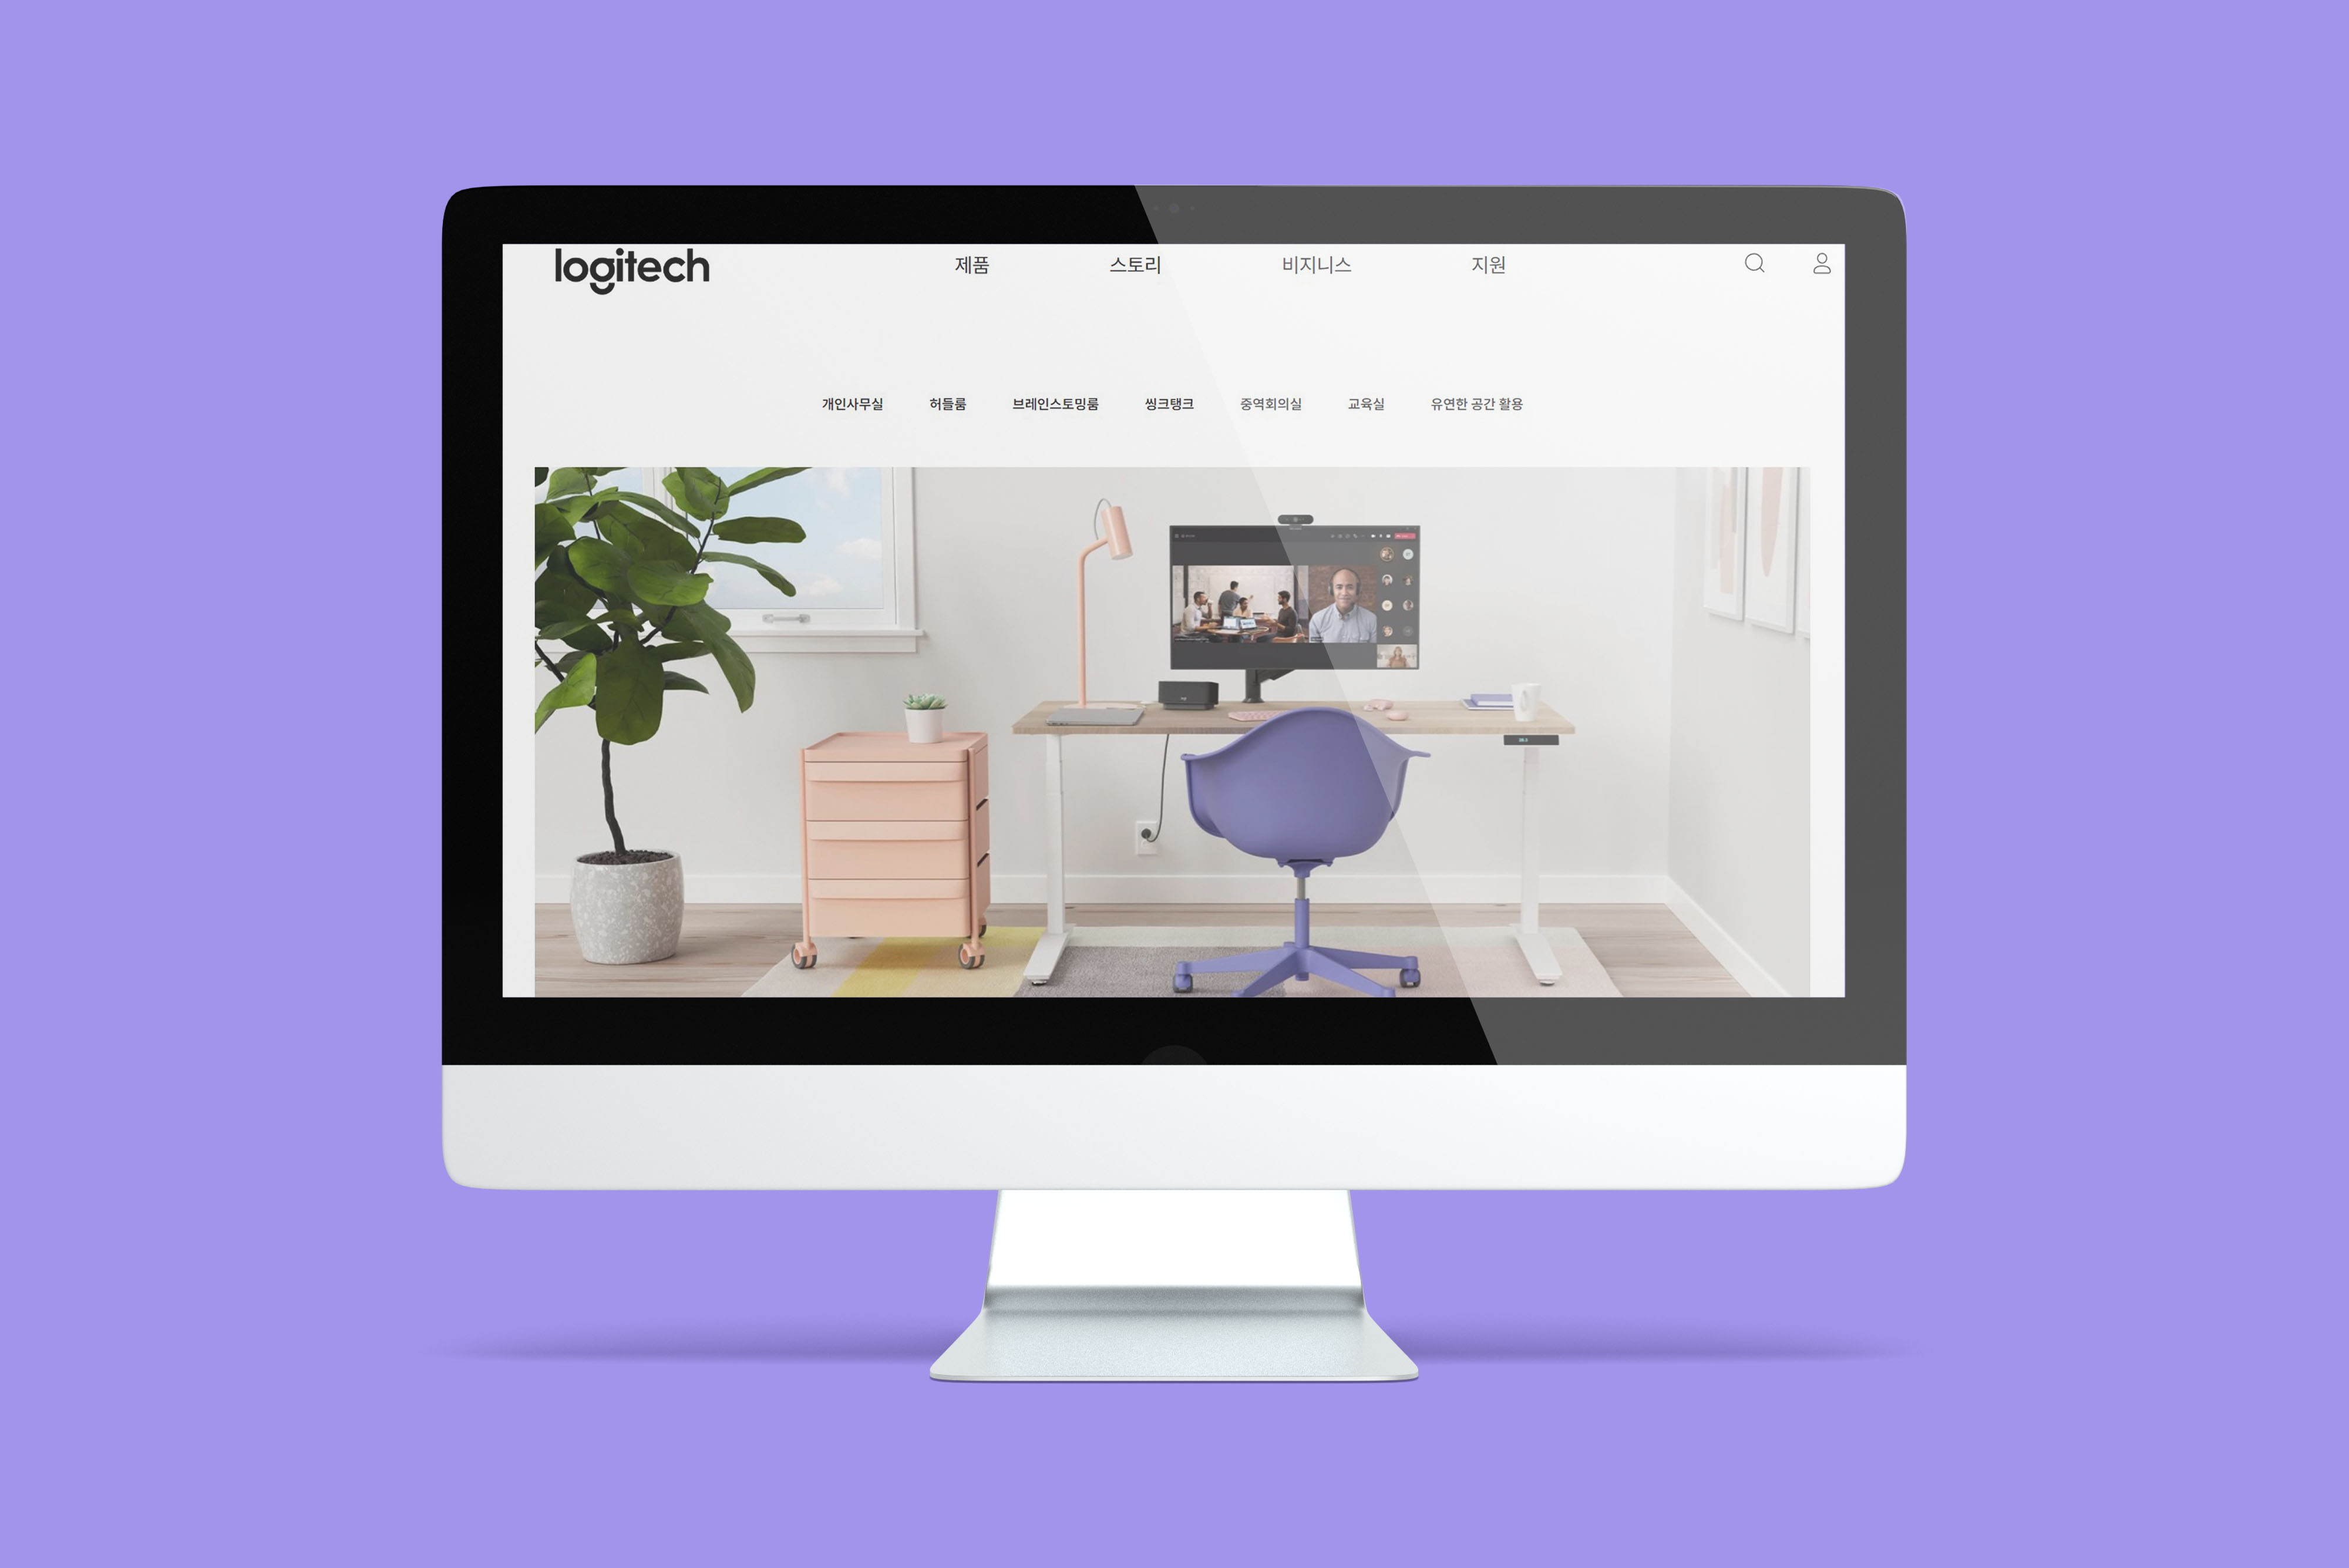 logitech 제품 스토리 비지니스 지원
개인사무실 허들룸 브레인스토밍룸 씽크탱크 중역회의실 교육실 유연한 공간 활용